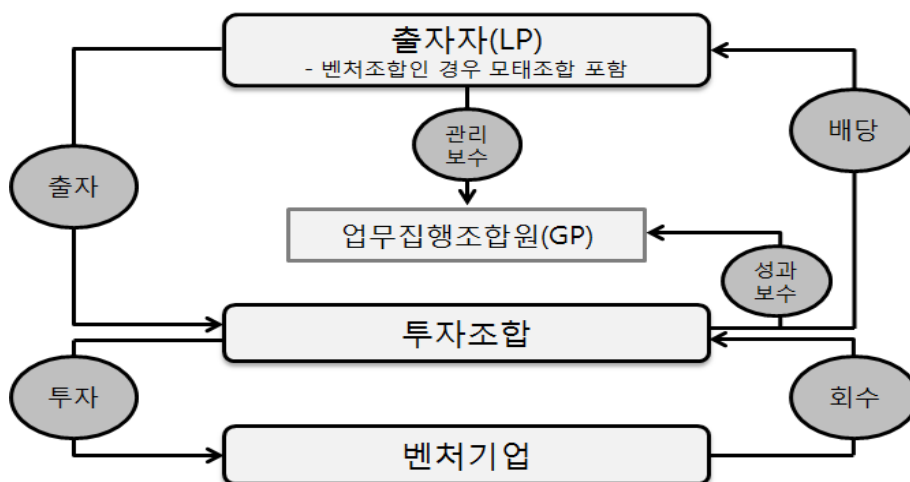 출자자(LP)
- 벤처조합인 경우 모태조합 포함
관리
보수
배당
출자
업무집행조합원(GP)
성과
보수
투자조합
투자
회수
벤처기업